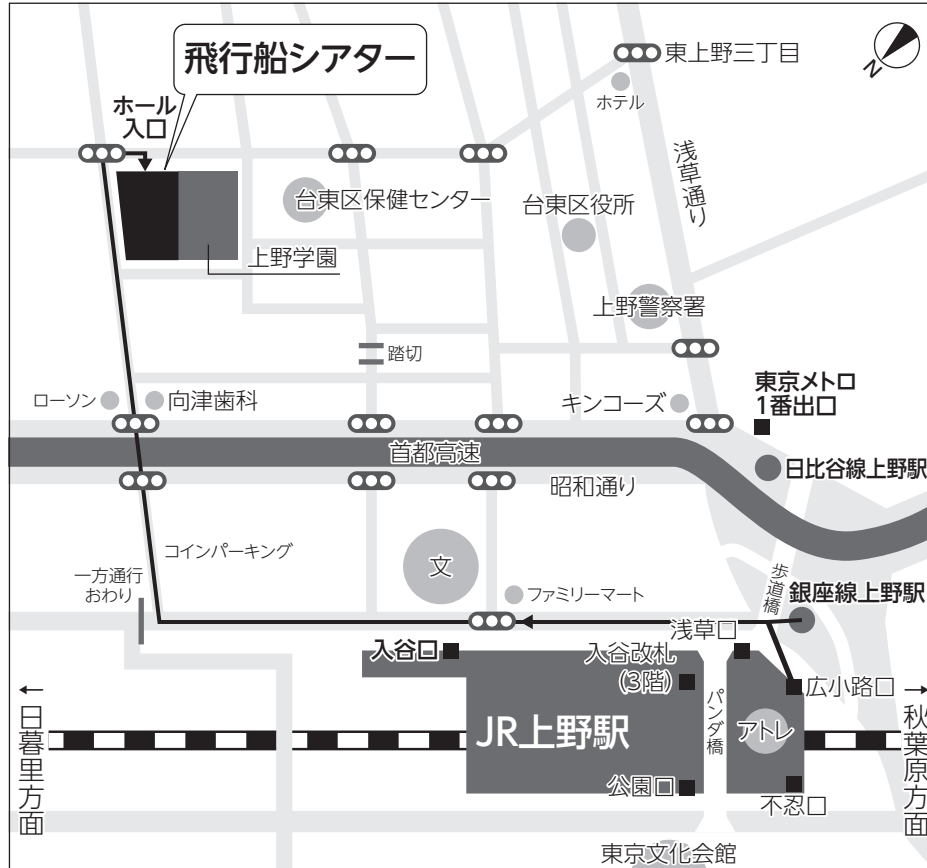 飛行船シアター
ホール
入口
東上野三丁目
ホテル
N
浅草通り
台東区保健センター
台東区役所
上野学園
上野警察署
踏切
ローソン
向津歯科
キンコーズ
東京メトロ
1番出口
首都高速
日比谷線上野駅
昭和通り
コインパーキング
文
一方通行
おわり
ファミリーマート
歩道橋
銀座線上野駅
浅草口
入谷口
入谷改札
(3階)
広小路口
←日暮里方面
パンダ橋
JR上野駅
アトレ
→秋葉原方面
公園口
不忍口
東京文化会館